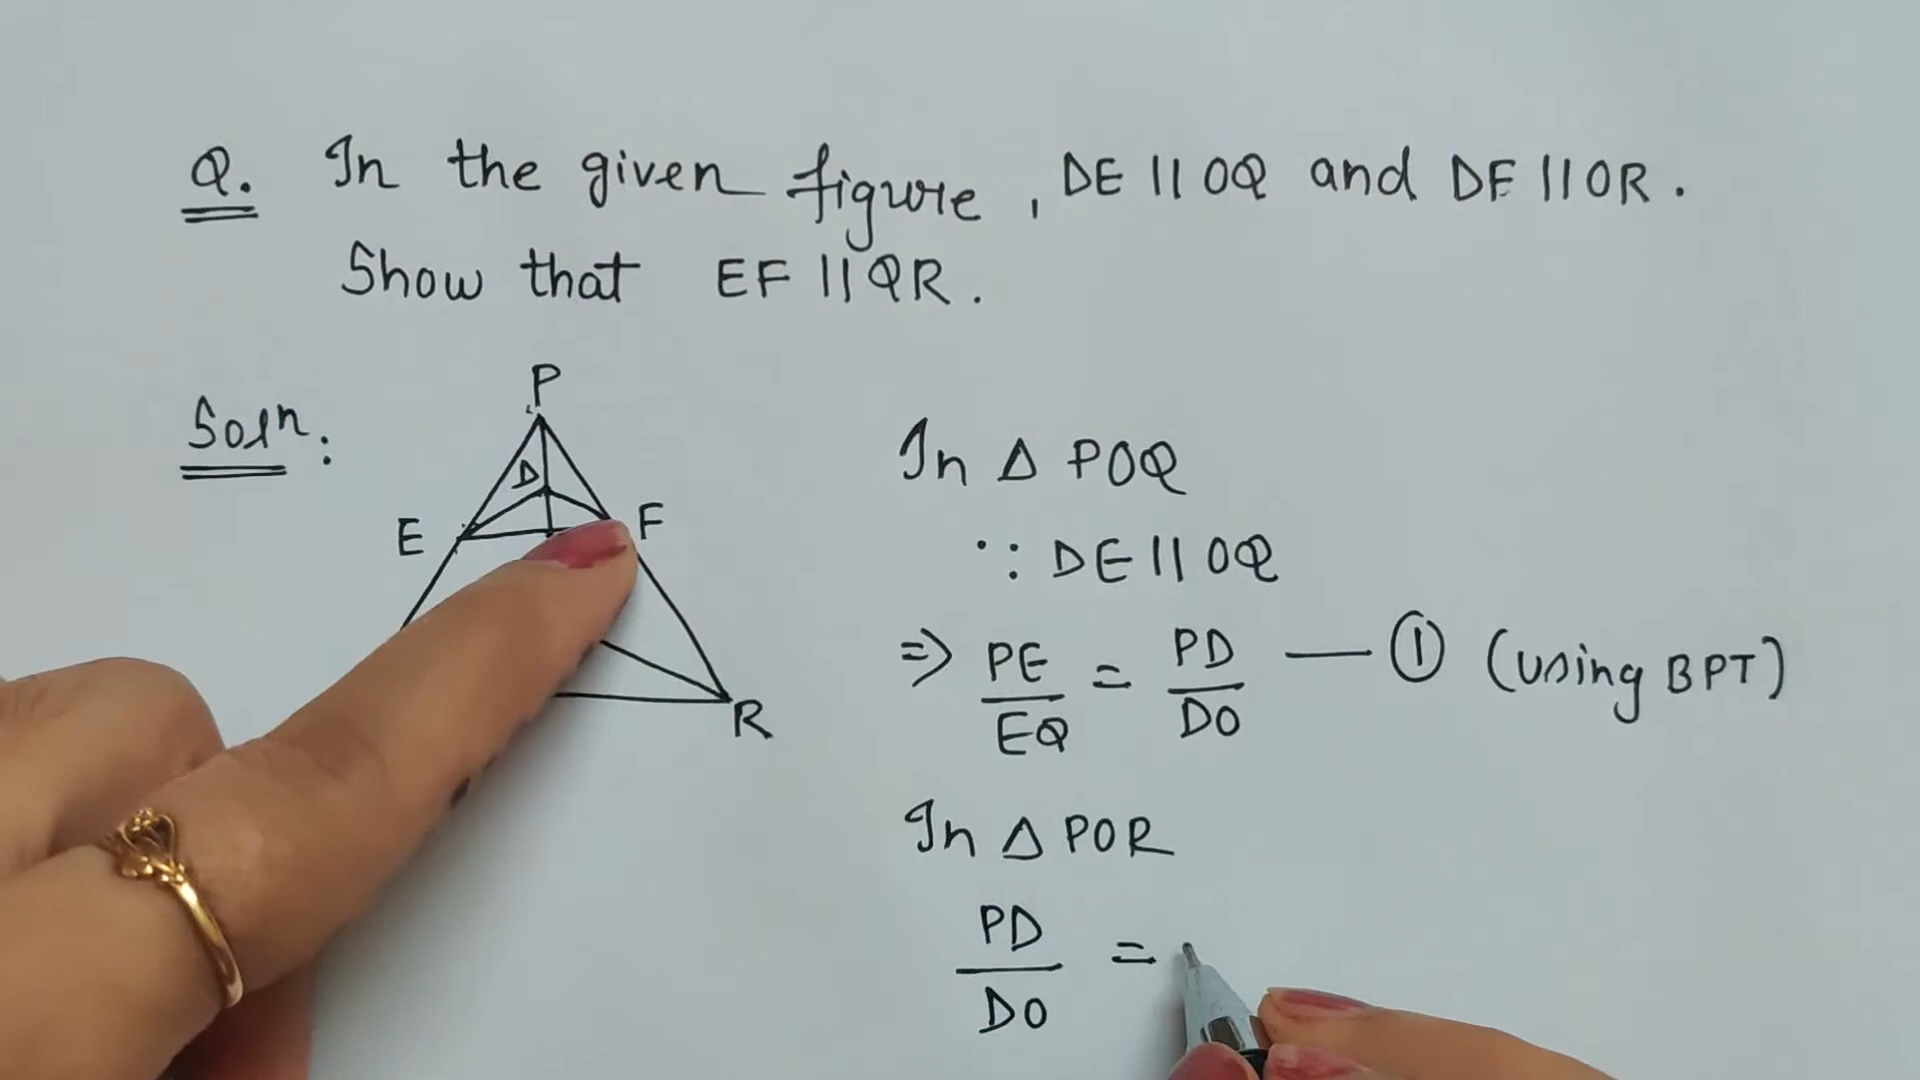 Q. In the given figure, DE || OQ and DF || OR.
Show that EF || QR.
Soln:
P
D
E
F
R
In Δ POQ
∵ DE || OQ
⇒ PE/EQ = PD/DO — ① (using BPT)
In Δ POR
PD/DO =